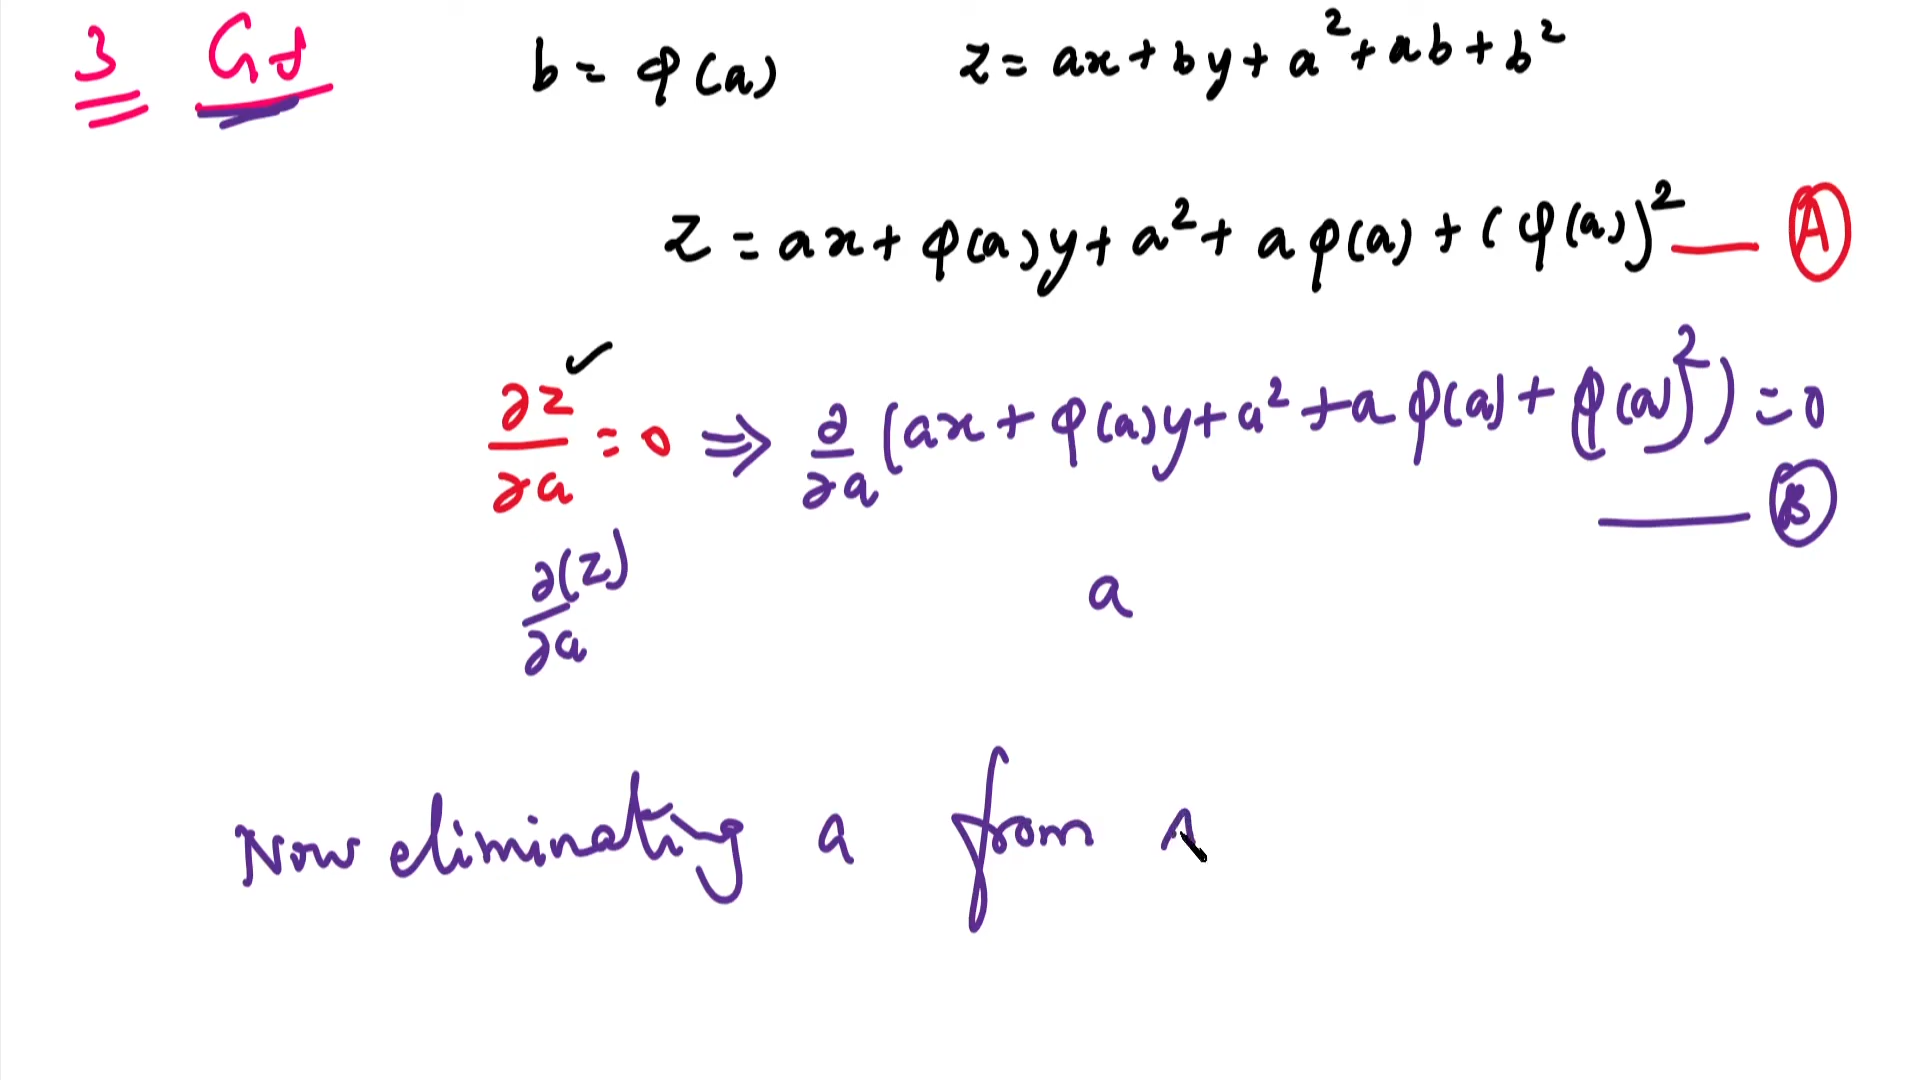 3 GS b = φ(a) z = ax + by + a² + ab + b²
z = ax + φ(a)y + a² + aφ(a) + (φ(a))² — A
∂z/∂a = 0 ⇒ ∂/∂a (ax + φ(a)y + a² + aφ(a) + (φ(a))²) = 0
— B
∂(z)/∂a a
Now eliminating a from A